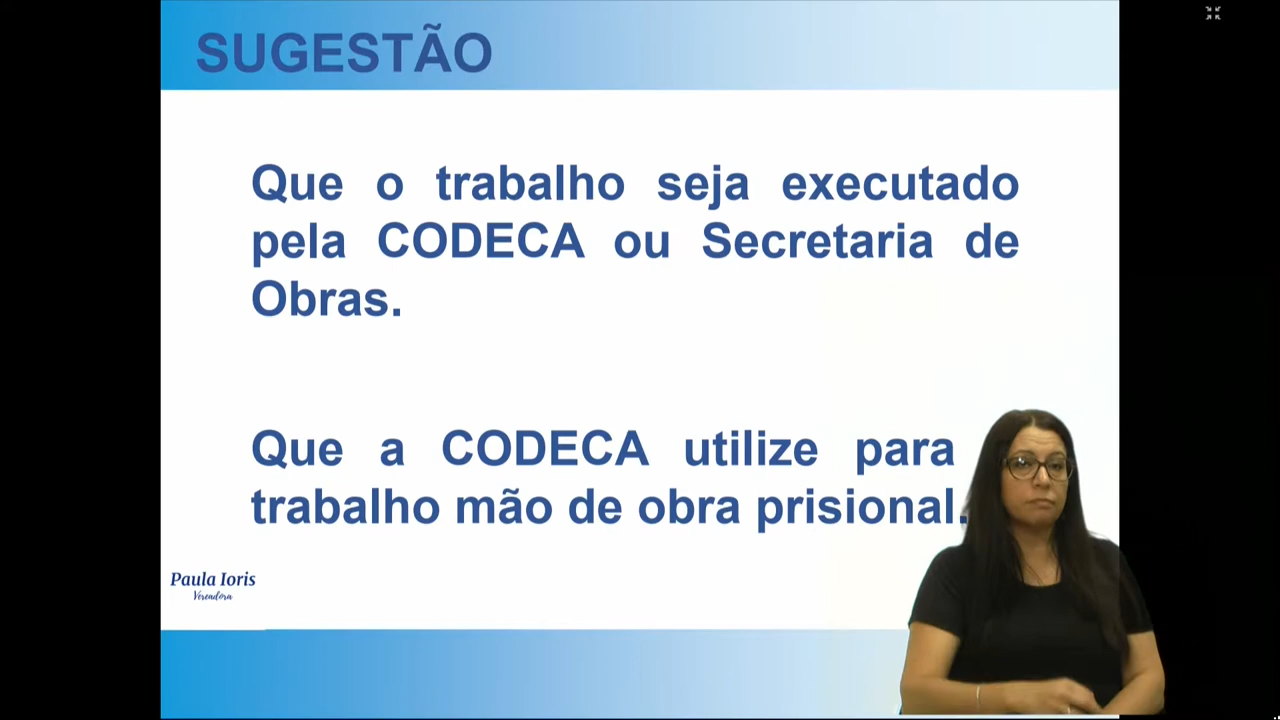 SUGESTÃO
Que o trabalho seja executado
pela CODECA ou Secretaria de
Obras.
Que a CODECA utilize para
trabalho mão de obra prisional.
Paula Ioris
Vereadora